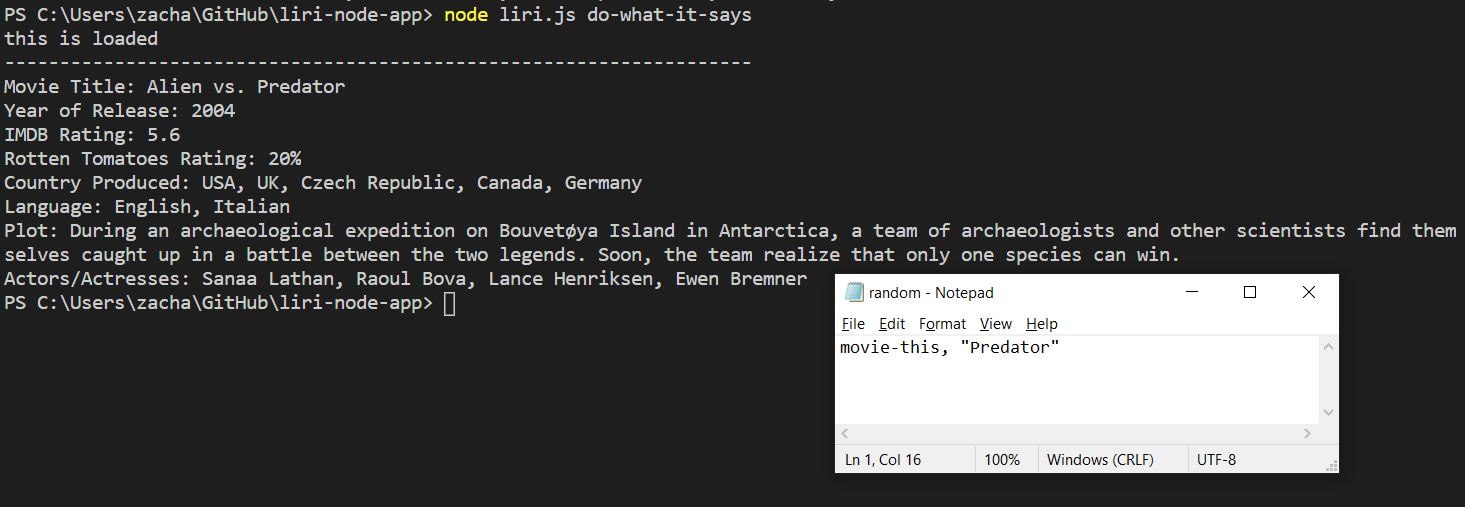 PS C:\Users\zacha\GitHub\liri-node-app> node liri.js do-what-it-says
this is loaded
--------------------------------------------------------------------
Movie Title: Alien vs. Predator
Year of Release: 2004
IMDB Rating: 5.6
Rotten Tomatoes Rating: 20%
Country Produced: USA, UK, Czech Republic, Canada, Germany
Language: English, Italian
Plot: During an archaeological expedition on Bouvetøya Island in Antarctica, a team of archaeologists and other scientists find them
selves caught up in a battle between the two legends. Soon, the team realize that only one species can win.
Actors/Actresses: Sanaa Lathan, Raoul Bova, Lance Henriksen, Ewen Bremner
PS C:\Users\zacha\GitHub\liri-node-app>
random - Notepad
File Edit Format View Help
movie-this, "Predator"
Ln 1, Col 16 100% Windows (CRLF) UTF-8